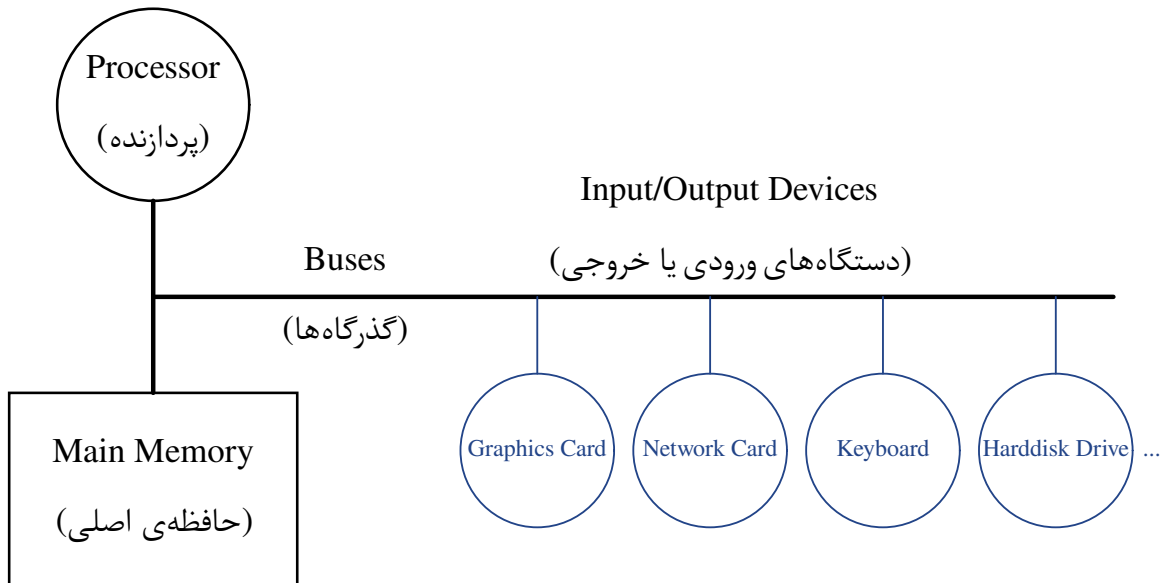 Processor
(پردازنده)
Input/Output Devices
(دستگاه‌های ورودی یا خروجی)
Buses
(گذرگاه‌ها)
Main Memory
(حافظه‌ی اصلی)
Graphics Card
Network Card
Keyboard
Harddisk Drive
...